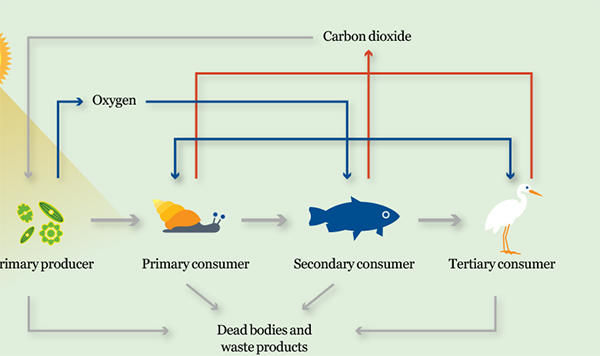 Carbon dioxide
Oxygen
rimary producer
Primary consumer
Secondary consumer
Tertiary consumer
Dead bodies and
waste products